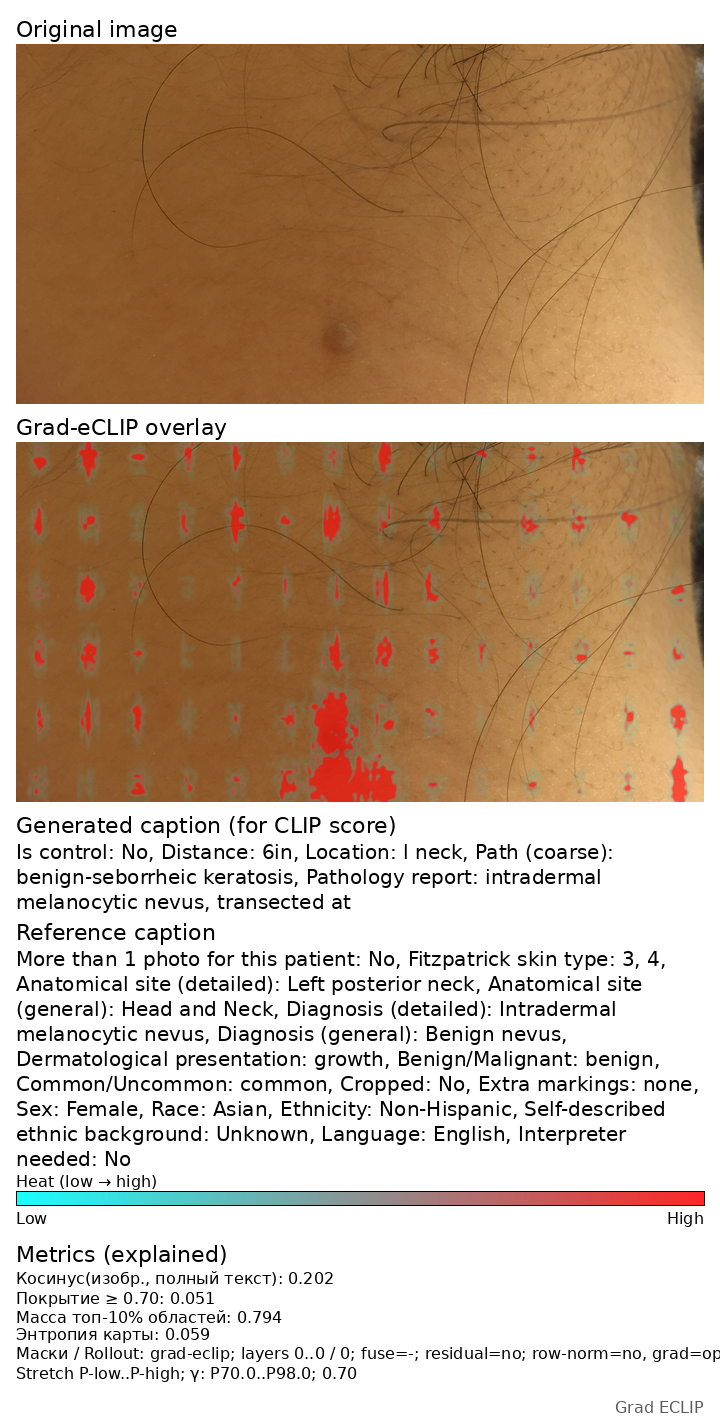 Original image
Grad-eCLIP overlay
Generated caption (for CLIP score)
Is control: No, Distance: 6in, Location: l neck, Path (coarse):
benign-seborrheic keratosis, Pathology report: intradermal
melanocytic nevus, transected at
Reference caption
More than 1 photo for this patient: No, Fitzpatrick skin type: 3, 4,
Anatomical site (detailed): Left posterior neck, Anatomical site
(general): Head and Neck, Diagnosis (detailed): Intradermal
melanocytic nevus, Diagnosis (general): Benign nevus,
Dermatological presentation: growth, Benign/Malignant: benign,
Common/Uncommon: common, Cropped: No, Extra markings: none,
Sex: Female, Race: Asian, Ethnicity: Non-Hispanic, Self-described
ethnic background: Unknown, Language: English, Interpreter
needed: No
Heat (low → high)
Low High
Metrics (explained)
Косинус(изобр., полный текст): 0.202
Покрытие ≥ 0.70: 0.051
Масса топ-10% областей: 0.794
Энтропия карты: 0.059
Маски / Rollout: grad-eclip; layers 0..0 / 0; fuse=-; residual=no; row-norm=no, grad=op
Stretch P-low..P-high; γ: P70.0..P98.0; 0.70
Grad ECLIP